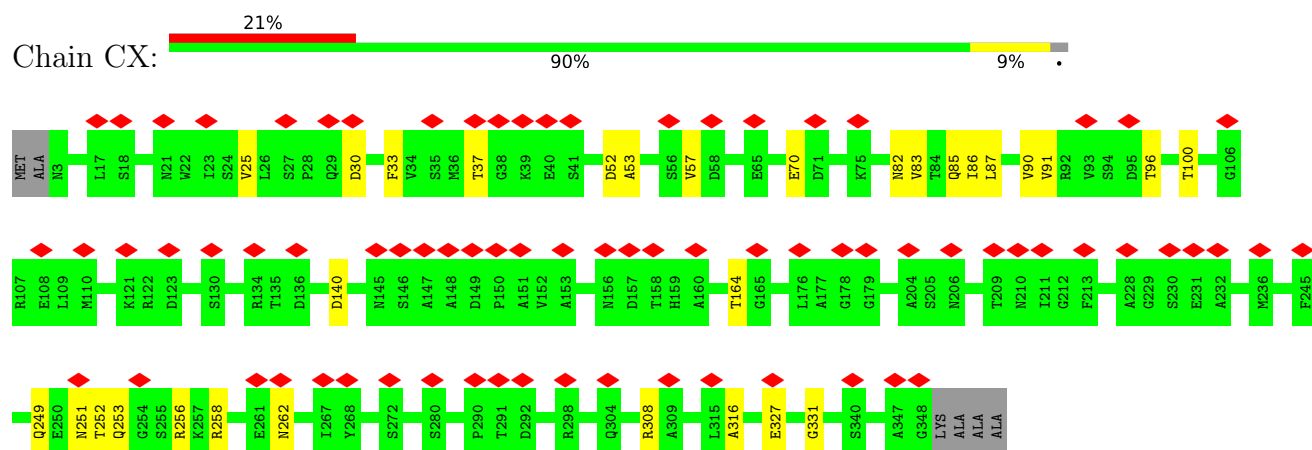 21%
Chain CX:
90% 9% •
MET ALA N3 L17 S18 N21 W22 I23 S24 V25 L26 S27 P28 Q29 D30 F33 V34 S35 M36 T37 G38 K39 E40 S41 D52 A53 S56 V57 D58 E65 E70 D71 K75 N82 V83 T84 Q85 I86 L87 V90 V91 R92 V93 S94 D95 T96 T100 G106
R107 E108 L109 M110 K121 R122 D123 S130 R134 T135 D136 D140 N145 S146 A147 A148 D149 P150 A151 V152 A153 N156 D157 T158 H159 A160 T164 G165 L176 A177 G178 G179 A204 S205 N206 T209 N210 I211 G212 F213 A228 G229 S230 E231 A232 M236 F245
Q249 E250 N251 T252 Q253 G254 S255 R256 K257 R258 E261 N262 I267 Y268 S272 S280 P290 T291 D292 R298 Q304 R308 A309 L315 A316 E327 G331 S340 A347 G348 LYS ALA ALA ALA